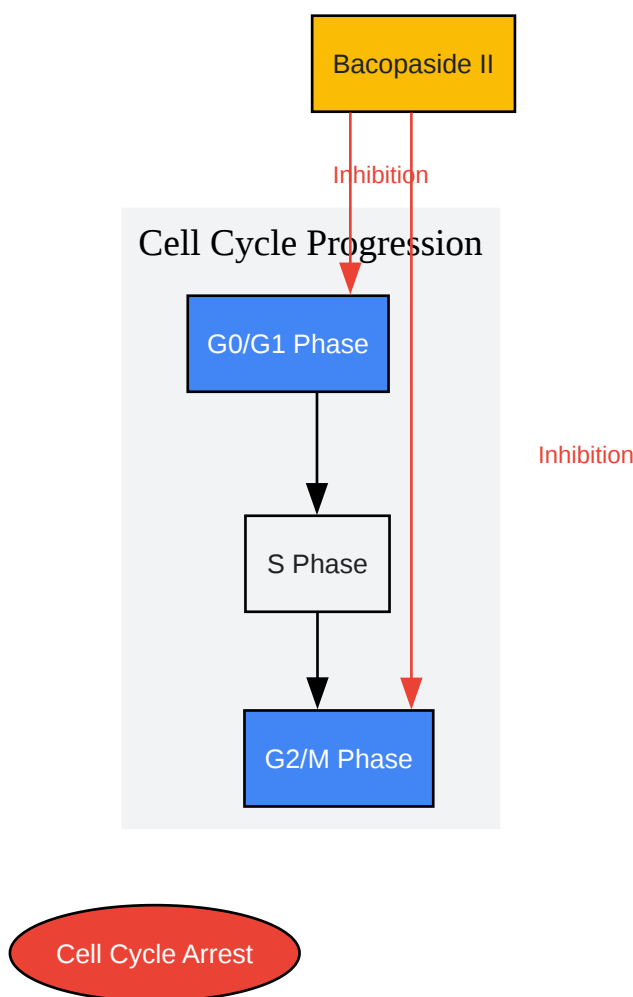 Bacopaside II
Inhibition
Cell Cycle Progression
G0/G1 Phase
Inhibition
S Phase
G2/M Phase
Cell Cycle Arrest